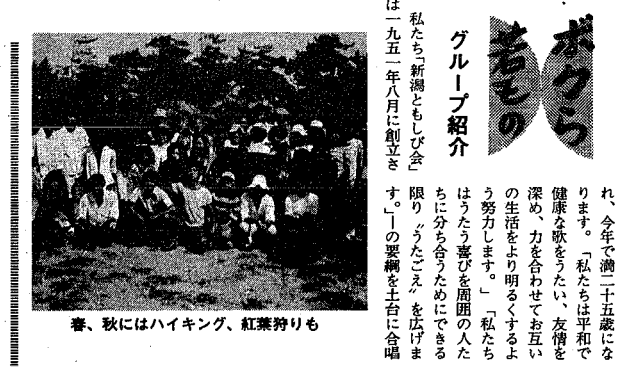 ボクら
若もの
グループ紹介
私たち「新潟ともしび会」
は一九五一年八月に創立さ
れ、今年で満二十五歳にな
ります。「私たちは平和で
健康な歌をうたい、友情を
深め、力を合わせてお互い
の生活をより明るくするよ
う努力します。」「私たち
はうたう喜びを周囲の人た
ちに分ち合うためにできる
限り〝うたごえ〟を広げま
す。」―の要綱を土台に合唱
春、秋にはハイキング、紅葉狩りも